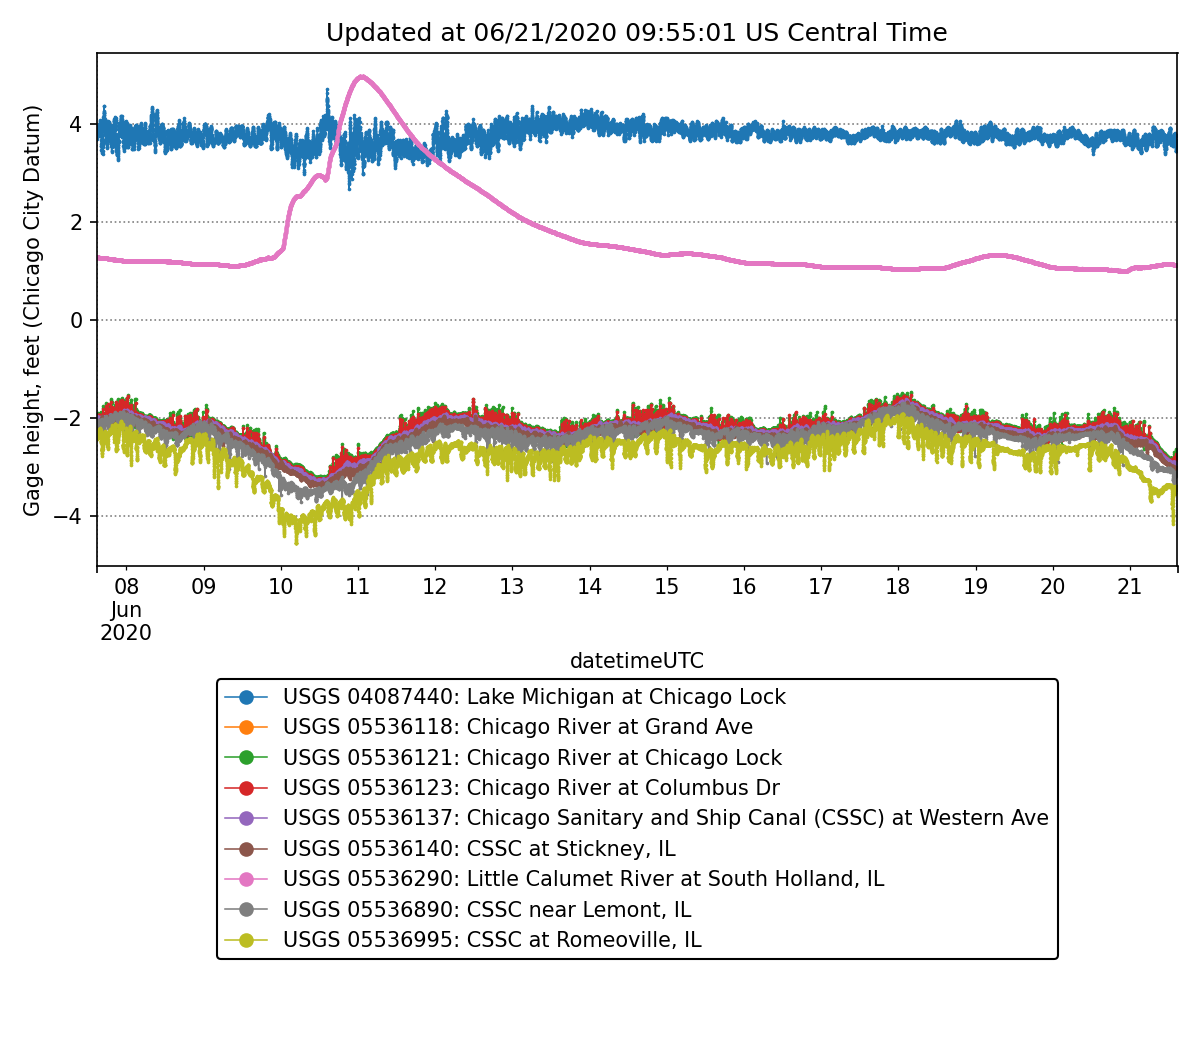 Updated at 06/21/2020 09:55:01 US Central Time
Gage height, feet (Chicago City Datum)
4
2
0
−2
−4
08 09 10 11 12 13 14 15 16 17 18 19 20 21
Jun
2020
datetimeUTC
USGS 04087440: Lake Michigan at Chicago Lock
USGS 05536118: Chicago River at Grand Ave
USGS 05536121: Chicago River at Chicago Lock
USGS 05536123: Chicago River at Columbus Dr
USGS 05536137: Chicago Sanitary and Ship Canal (CSSC) at Western Ave
USGS 05536140: CSSC at Stickney, IL
USGS 05536290: Little Calumet River at South Holland, IL
USGS 05536890: CSSC near Lemont, IL
USGS 05536995: CSSC at Romeoville, IL